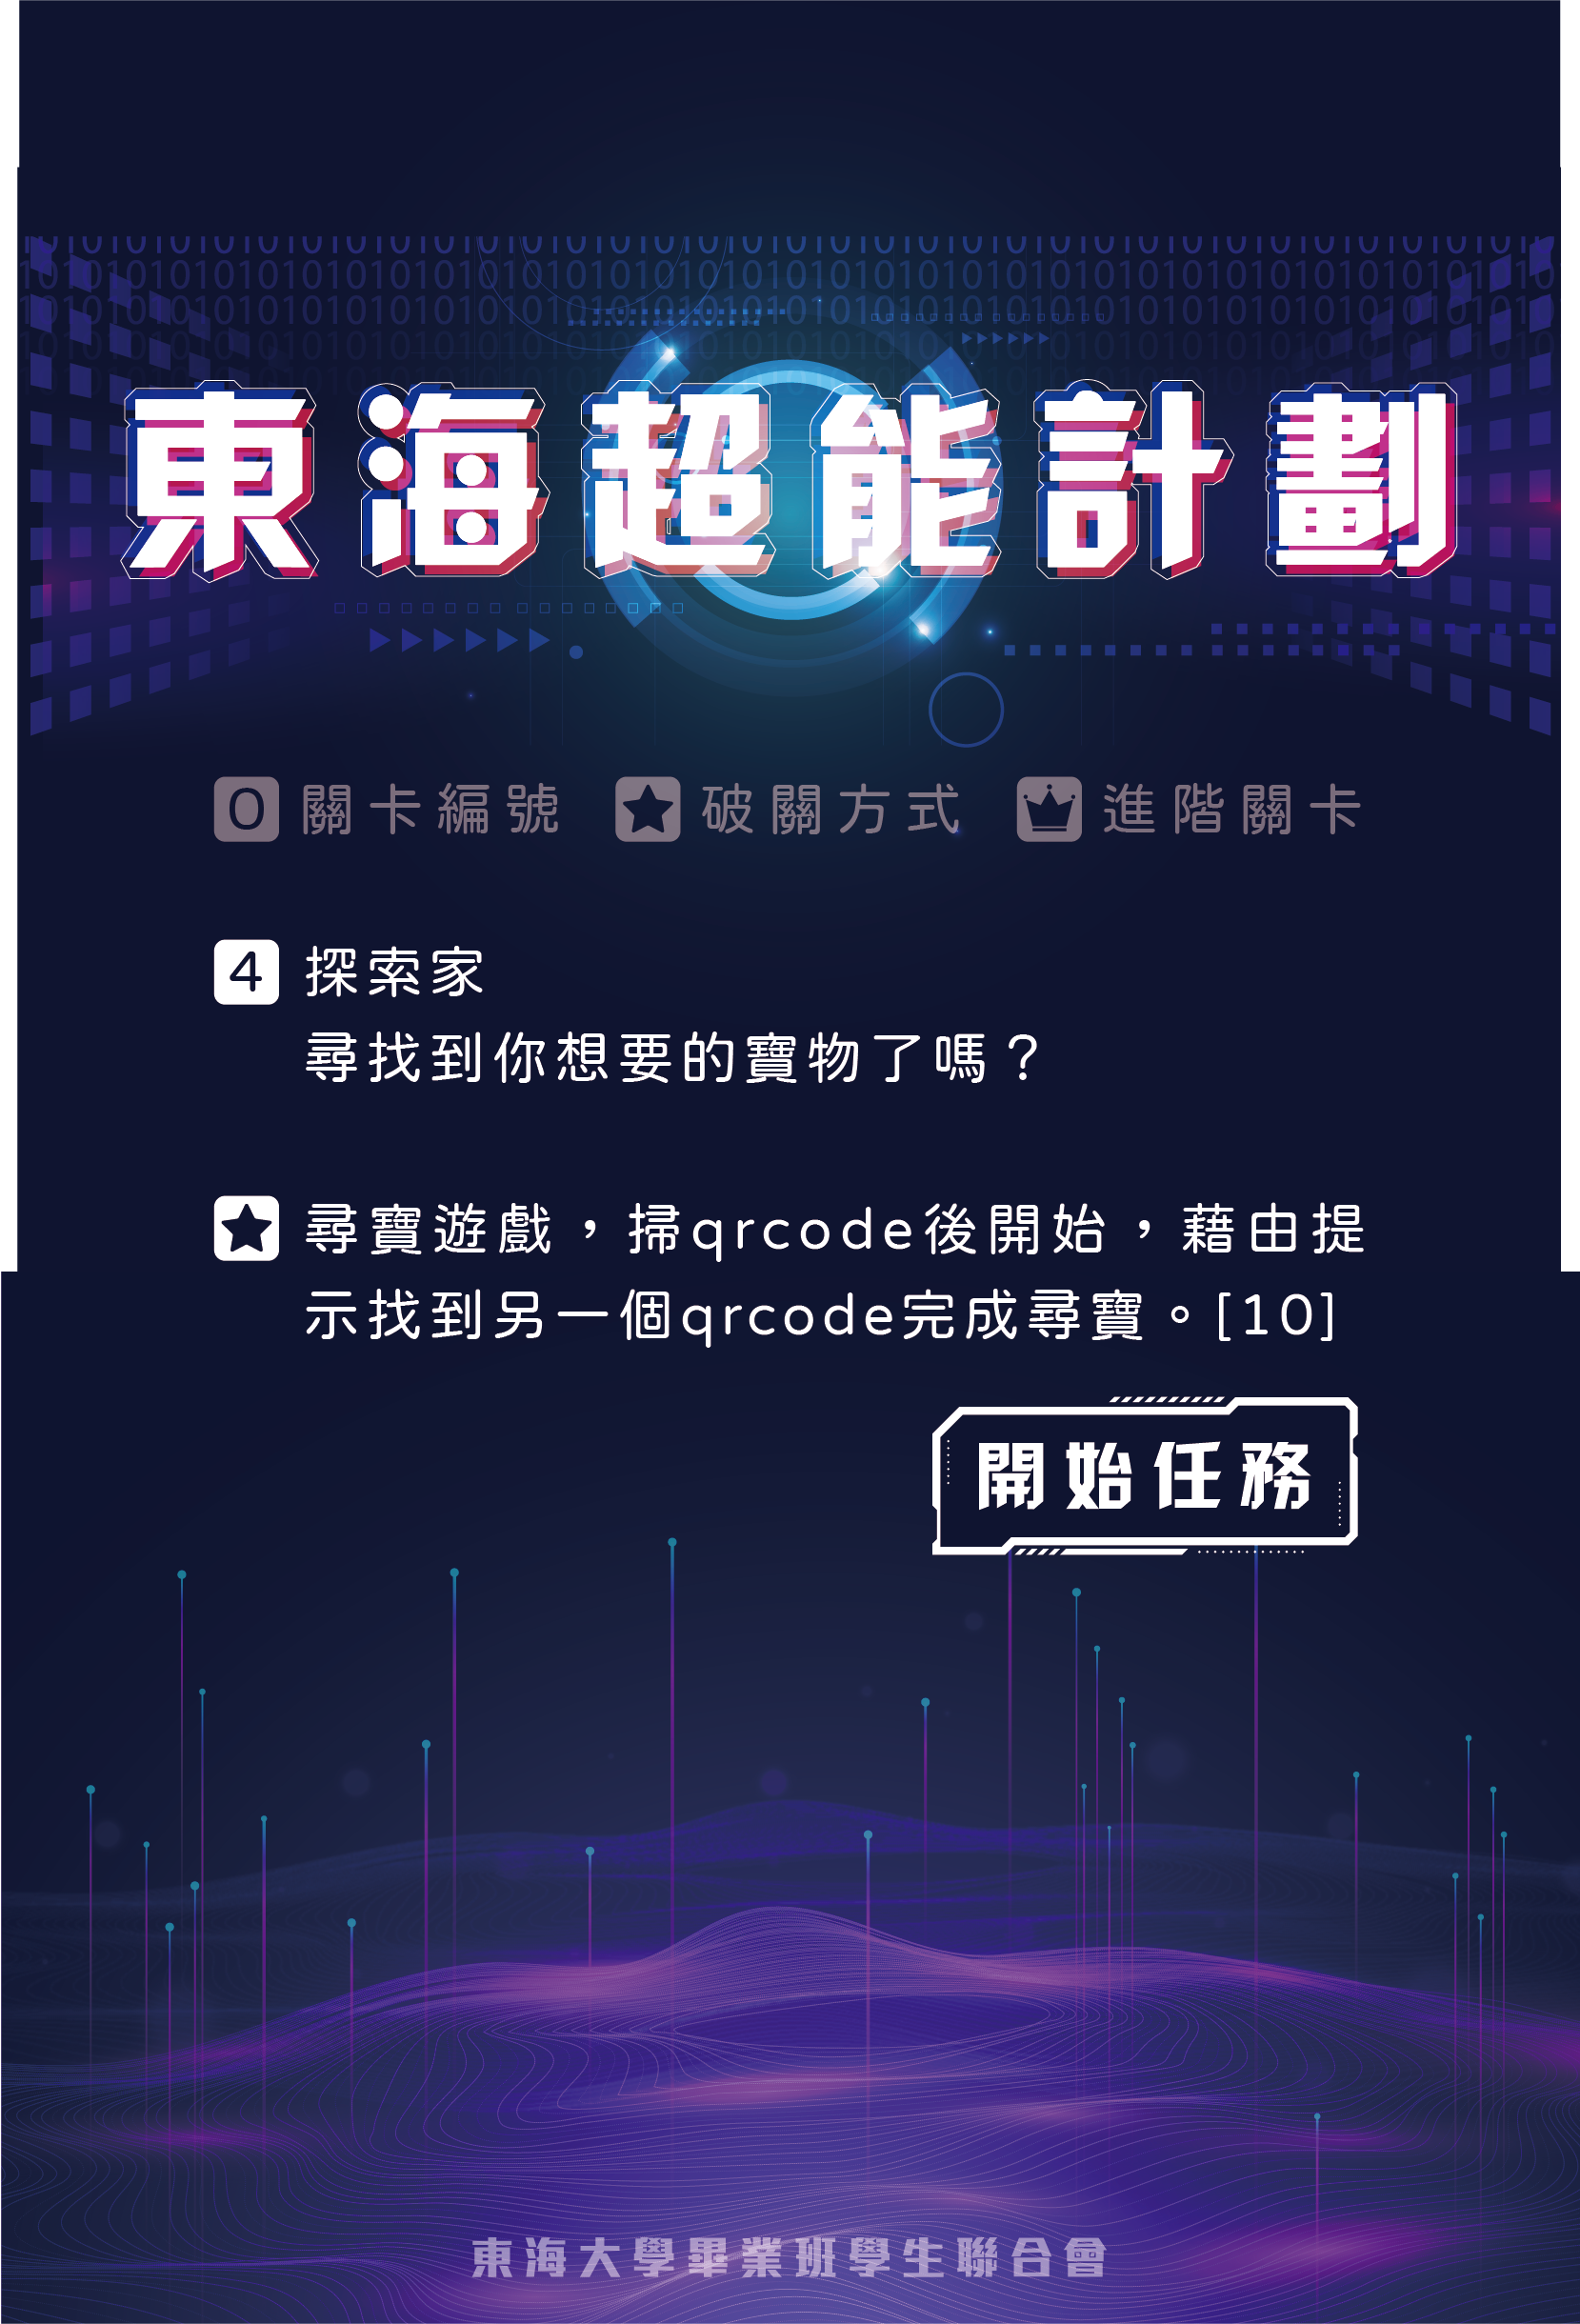 東海超能計劃
0 關卡編號 ★ 破關方式 進階關卡
4 探索家
尋找到你想要的寶物了嗎？
★ 尋寶遊戲，掃qrcode後開始，藉由提
示找到另一個qrcode完成尋寶。[10]
開始任務
東海大學畢業班學生聯合會